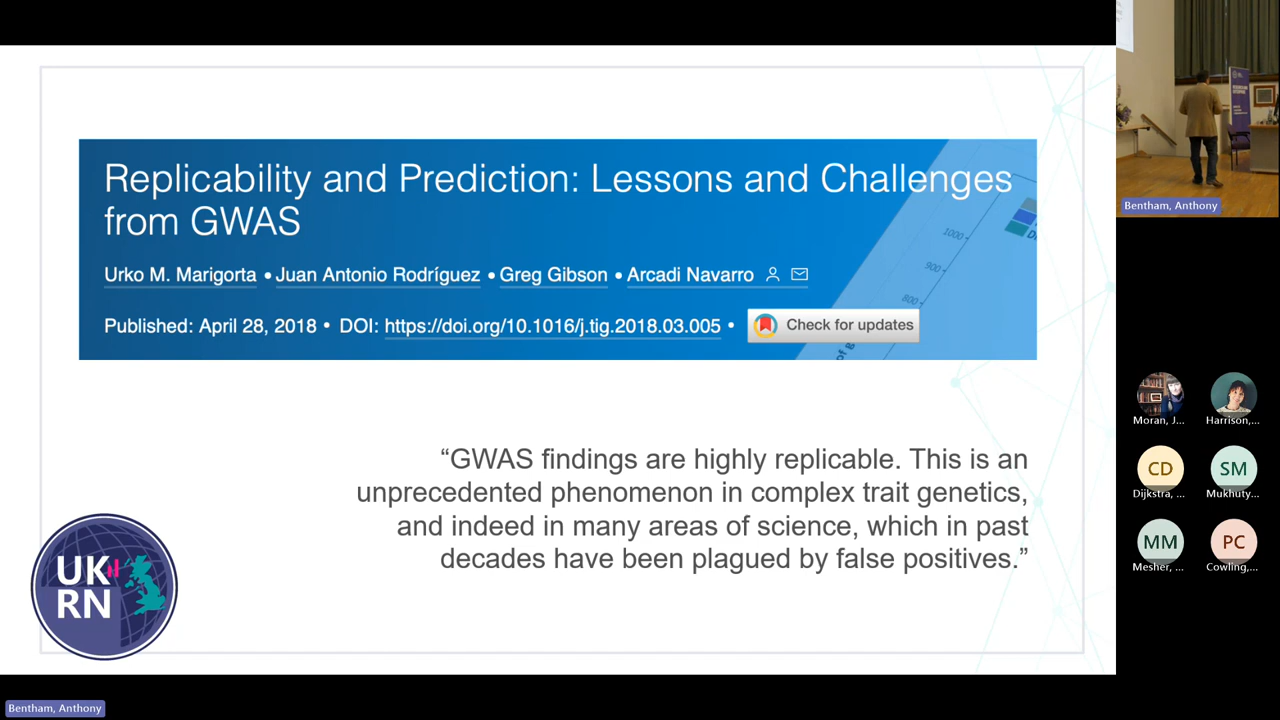 Replicability and Prediction: Lessons and Challenges
from GWAS
Urko M. Marigorta • Juan Antonio Rodríguez • Greg Gibson • Arcadi Navarro
Published: April 28, 2018 • DOI: https://doi.org/10.1016/j.tig.2018.03.005 •
Check for updates
1000
900
800
“GWAS findings are highly replicable. This is an
unprecedented phenomenon in complex trait genetics,
and indeed in many areas of science, which in past
decades have been plagued by false positives.”
UK
RN
Bentham, Anthony
Bentham, Anthony
Moran, J...
Harrison,...
CD
SM
Dijkstra, ...
Mukhuty...
MM
PC
Mesher, ...
Cowling,...